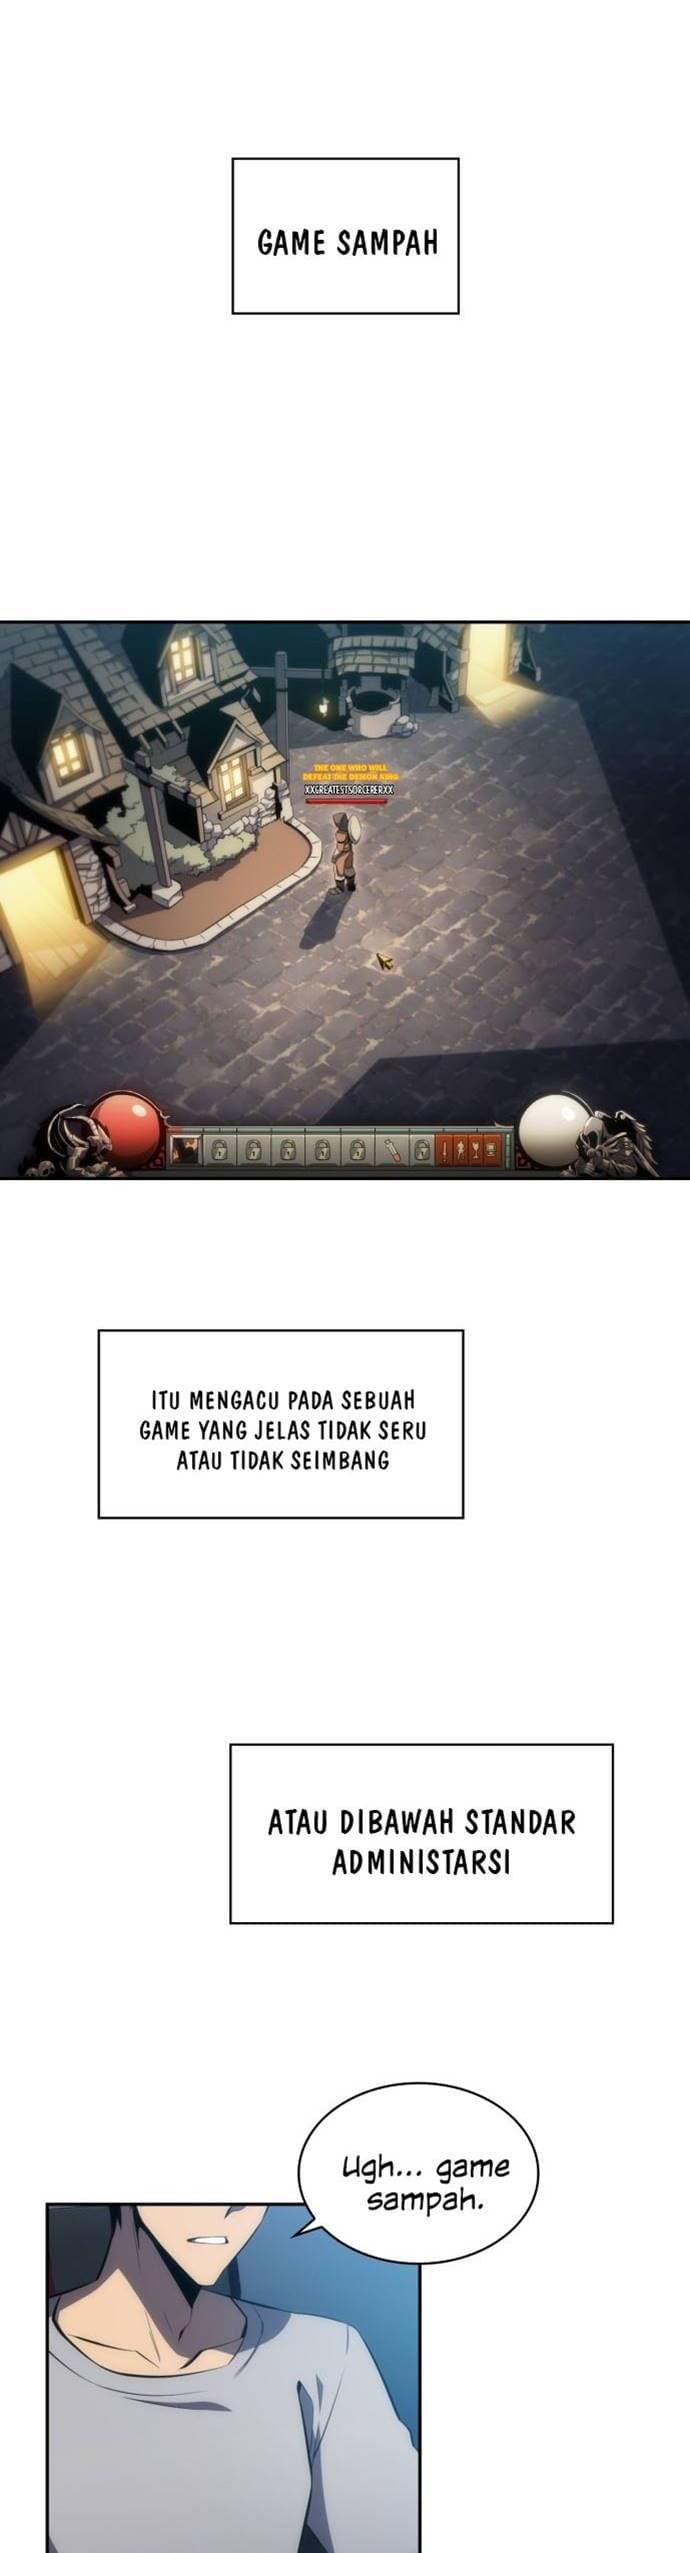 GAME SAMPAH
THE ONE WHO WILL
DEFEAT THE DEMON KING
XXGREATESTSORCERERXX
ITU MENGACU PADA SEBUAH
GAME YANG JELAS TIDAK SERU
ATAU TIDAK SEIMBANG
ATAU DIBAWAH STANDAR
ADMINISTARSI
Ugh... game
sampah.